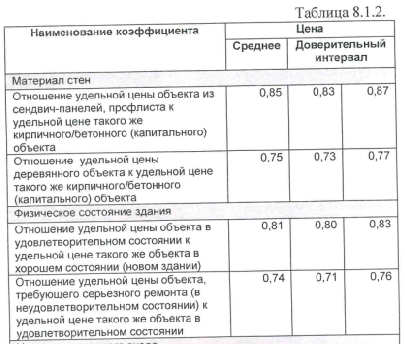 Таблица 8.1.2.
Наименование коэффициента
Цена
Среднее
Доверительный
интервал
Материал стен
Отношение удельной цены объекта из
сендвич-панелей, профлиста к
удельной цене такого же
кирпичного/бетонного (капитального)
объекта
0,85 0,83 0,87
Отношение удельной цены
деревянного объекта к удельной цене
такого же кирпичного/бетонного
(капитального) объекта
0,75 0,73 0,77
Физическое состояние здания
Отношение удельной цены объекта в
удовлетворительном состоянии к
удельной цене такого же объекта в
хорошем состоянии (новом здании)
0,81 0,80 0,83
Отношение удельной цены объекта,
требующего серьезного ремонта (в
неудовлетворительном состоянии) к
удельной цене такого же объекта в
удовлетворительном состоянии
0,74 0,71 0,76